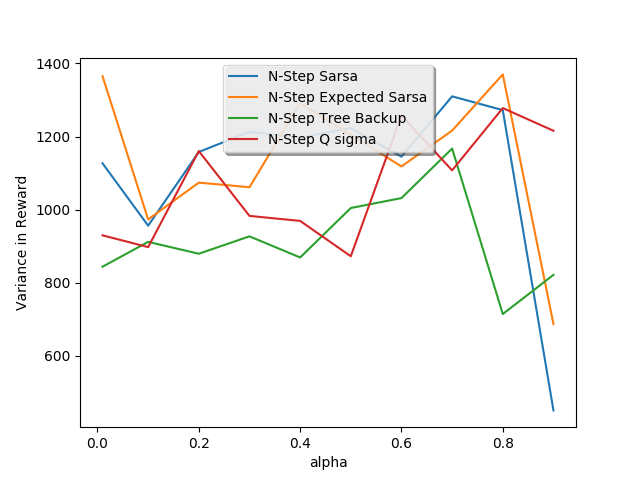 1400
1200
1000
800
600
Variance in Reward
N-Step Sarsa
N-Step Expected Sarsa
N-Step Tree Backup
N-Step Q sigma
0.0 0.2 0.4 0.6 0.8
alpha